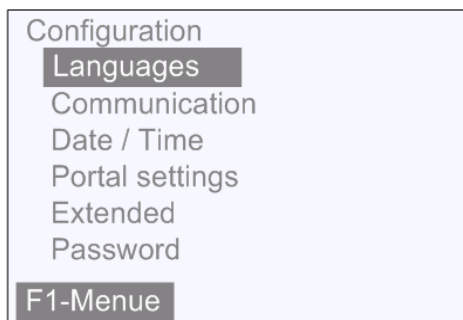 Configuration
Languages
Communication
Date / Time
Portal settings
Extended
Password
F1-Menue